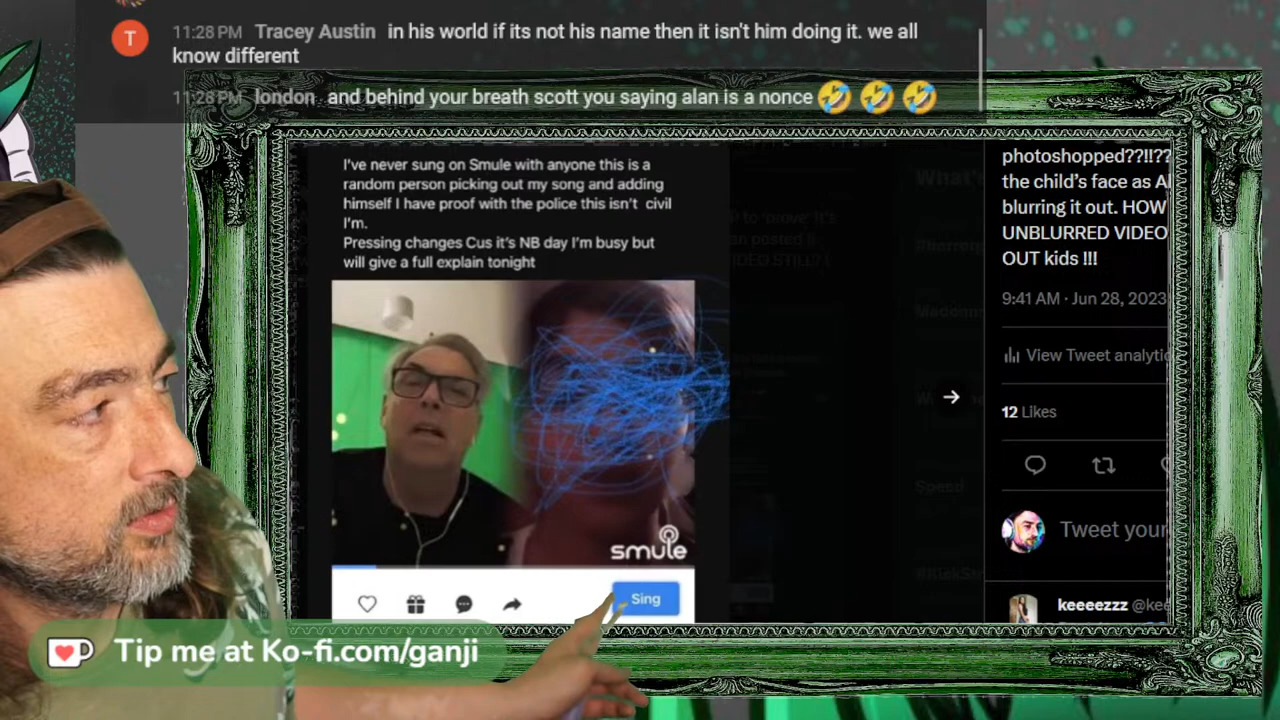 T
11:28 PM Tracey Austin in his world if its not his name then it isn't him doing it. we all
know different
11:28 PM london and behind your breath scott you saying alan is a nonce 🤣 🤣 🤣
I've never sung on Smule with anyone this is a
random person picking out my song and adding
himself I have proof with the police this isn't civil
I'm.
Pressing changes Cus it's NB day I'm busy but
will give a full explain tonight
smule
Sing
photoshopped??!!??
the child's face as A
blurring it out. HOW
UNBLURRED VIDEO
OUT kids !!!
9:41 AM · Jun 28, 2023
View Tweet analytic
12 Likes
Tweet your
keeeezzz @kee
Tip me at Ko-fi.com/ganji